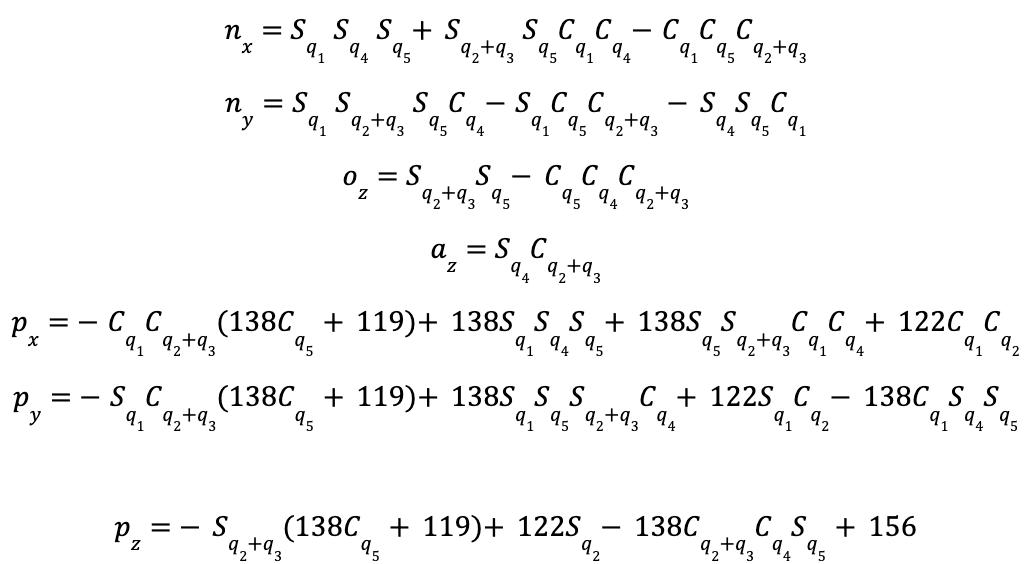 n_x = S_{q_1} S_{q_4} S_{q_5} + S_{q_2+q_3} S_{q_5} C_{q_1} C_{q_4} − C_{q_1} C_{q_5} C_{q_2+q_3}
n_y = S_{q_1} S_{q_2+q_3} S_{q_5} C_{q_4} − S_{q_1} C_{q_5} C_{q_2+q_3} − S_{q_4} S_{q_5} C_{q_1}
o_z = S_{q_2+q_3} S_{q_5} − C_{q_5} C_{q_4} C_{q_2+q_3}
a_z = S_{q_4} C_{q_2+q_3}
p_x = − C_{q_1} C_{q_2+q_3} (138C_{q_5} + 119) + 138S_{q_1} S_{q_4} S_{q_5} + 138S_{q_5} S_{q_2+q_3} C_{q_1} C_{q_4} + 122C_{q_1} C_{q_2}
p_y = − S_{q_1} C_{q_2+q_3} (138C_{q_5} + 119) + 138S_{q_1} S_{q_5} S_{q_2+q_3} C_{q_4} + 122S_{q_1} C_{q_2} − 138C_{q_1} S_{q_4} S_{q_5}
p_z = − S_{q_2+q_3} (138C_{q_5} + 119) + 122S_{q_2} − 138C_{q_2+q_3} C_{q_4} S_{q_5} + 156